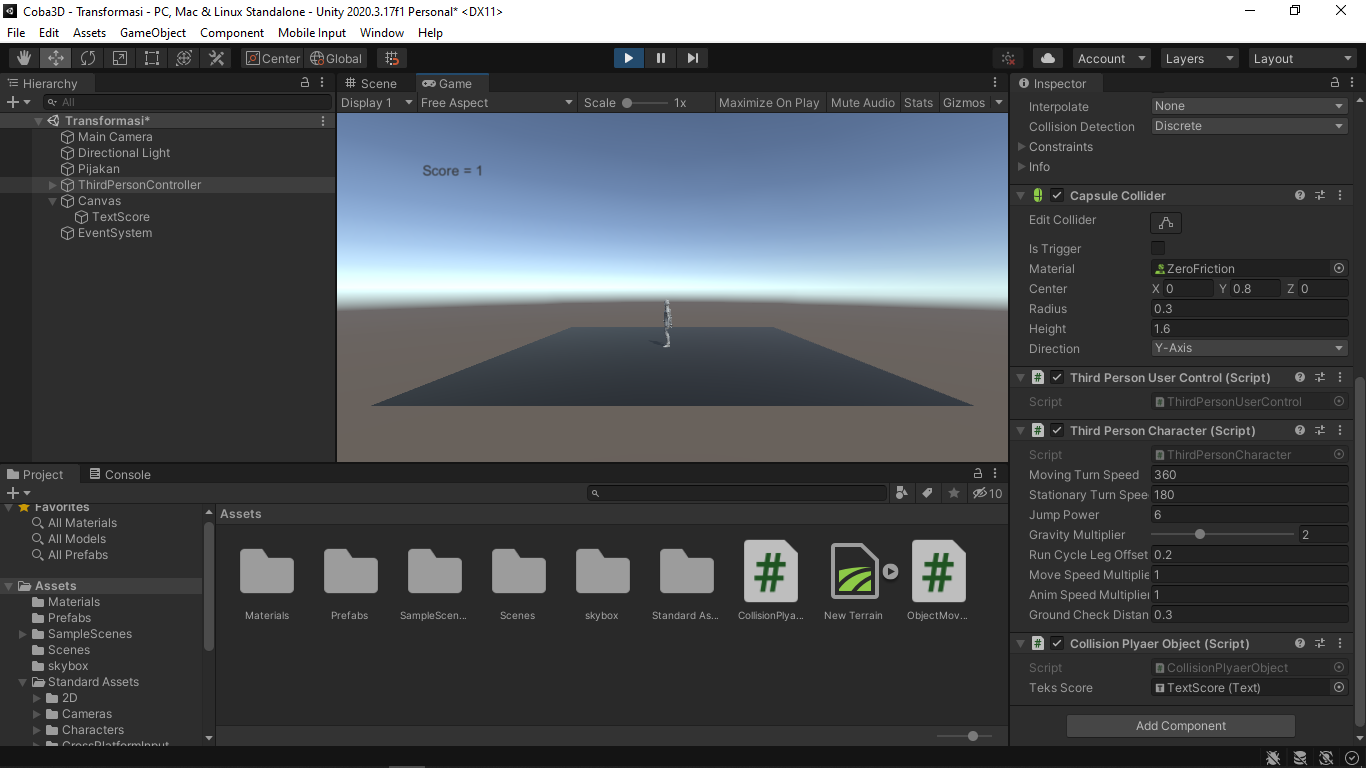 Coba3D - Transformasi - PC, Mac & Linux Standalone - Unity 2020.3.17f1 Personal* <DX11>
File Edit Assets GameObject Component Mobile Input Window Help
Center Global Account Layers Layout
Hierarchy
All
Transformasi*
Main Camera
Directional Light
Pijakan
ThirdPersonController
Canvas
TextScore
EventSystem
Scene Game
Display 1 Free Aspect Scale 1x Maximize On Play Mute Audio Stats Gizmos
Score = 1
Inspector
Interpolate None
Collision Detection Discrete
Constraints
Info
Capsule Collider
Edit Collider
Is Trigger
Material ZeroFriction
Center X 0 Y 0.8 Z 0
Radius 0.3
Height 1.6
Direction Y-Axis
Third Person User Control (Script)
Script ThirdPersonUserControl
Third Person Character (Script)
Script ThirdPersonCharacter
Moving Turn Speed 360
Stationary Turn Spee 180
Jump Power 6
Gravity Multiplier 2
Run Cycle Leg Offset 0.2
Move Speed Multiplie 1
Anim Speed Multiplier 1
Ground Check Distan 0.3
Collision Plyaer Object (Script)
Script CollisionPlyaerObject
Teks Score TextScore (Text)
Add Component
Project Console
10
Favorites
All Materials
All Models
All Prefabs
Assets
Materials
Prefabs
SampleScenes
Scenes
skybox
Standard Assets
2D
Cameras
Characters
CrossPlatformInput
Assets
Materials Prefabs SampleScen... Scenes skybox Standard As... CollisionPlya... New Terrain ObjectMov...